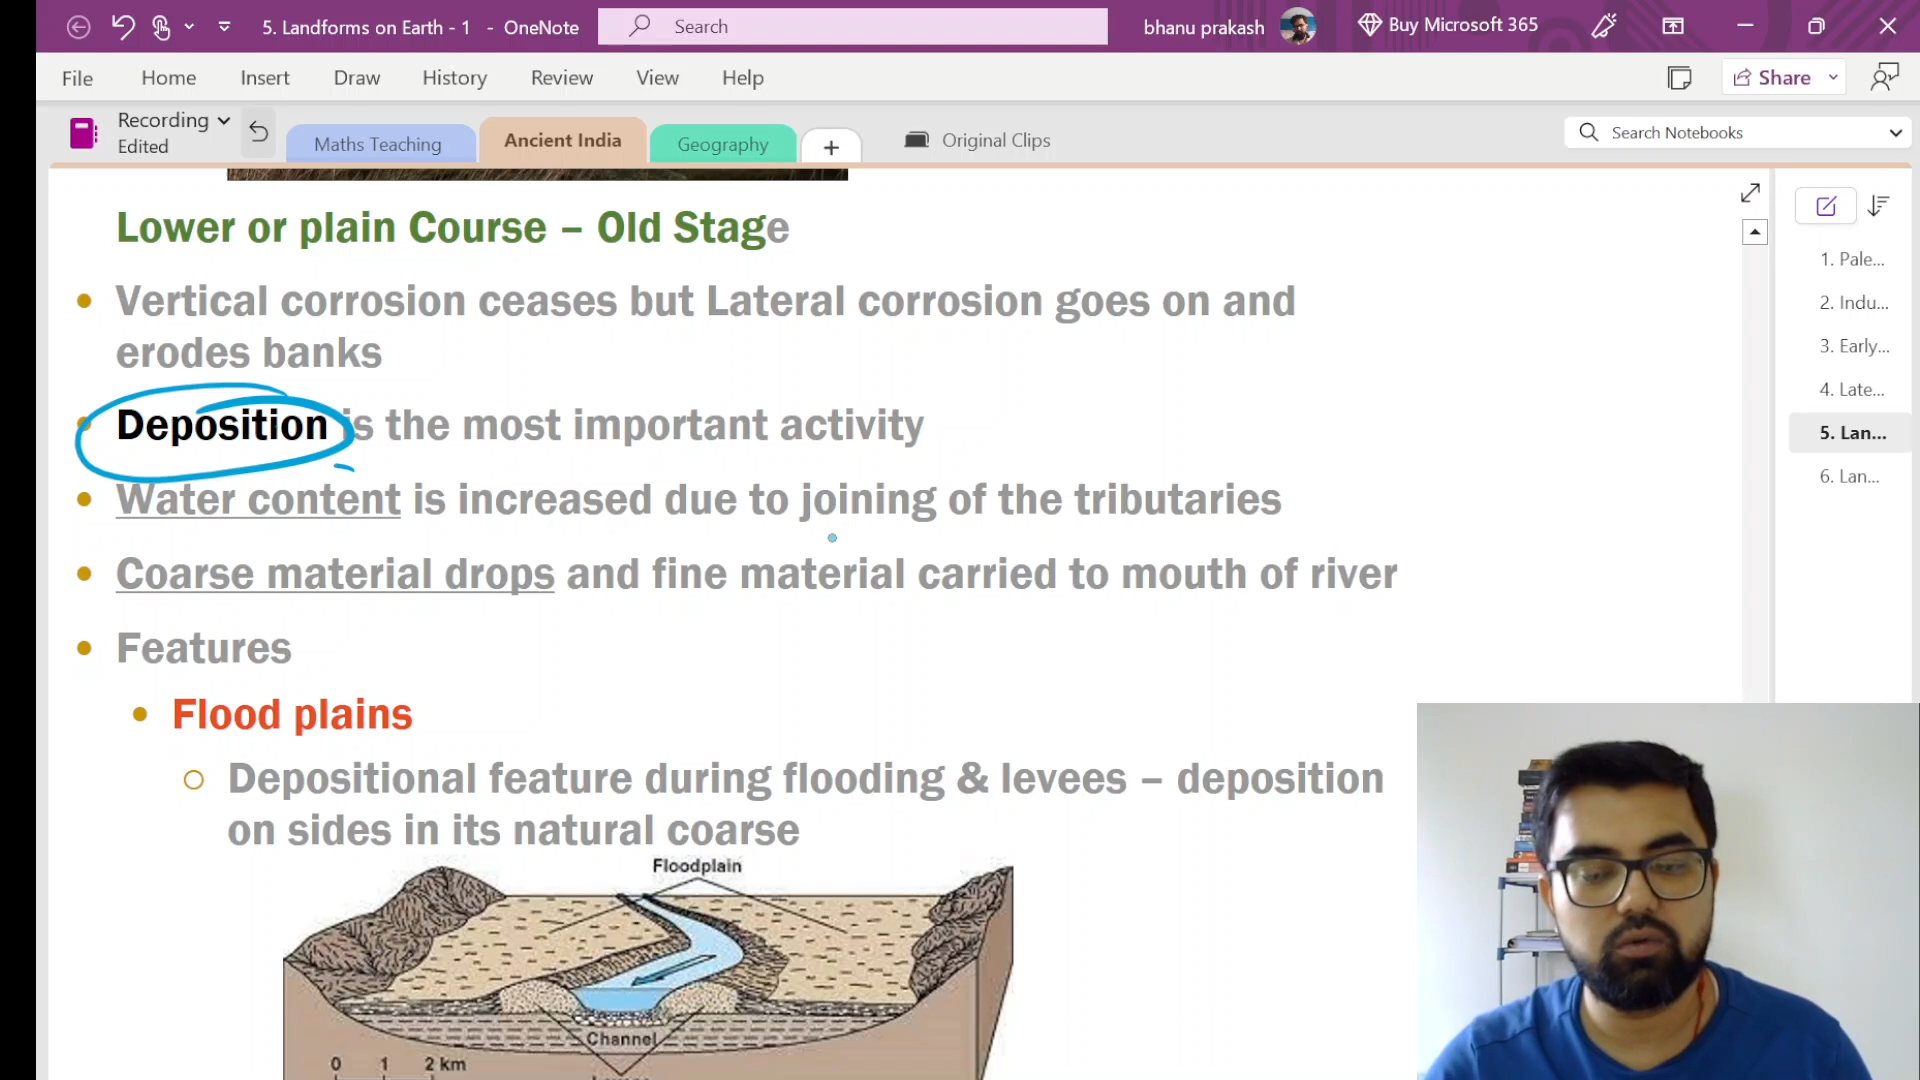 5. Landforms on Earth - 1 - OneNote
Search
bhanu prakash
Buy Microsoft 365
File Home Insert Draw History Review View Help
Share
Recording
Edited
Maths Teaching
Ancient India
Geography
+
Original Clips
Search Notebooks
Lower or plain Course – Old Stage
• Vertical corrosion ceases but Lateral corrosion goes on and
erodes banks
• Deposition is the most important activity
• Water content is increased due to joining of the tributaries
• Coarse material drops and fine material carried to mouth of river
• Features
• Flood plains
Depositional feature during flooding & levees – deposition
on sides in its natural coarse
Floodplain
Channel
0 1 2 km
1. Pale...
2. Indu...
3. Early...
4. Late...
5. Lan...
6. Lan...